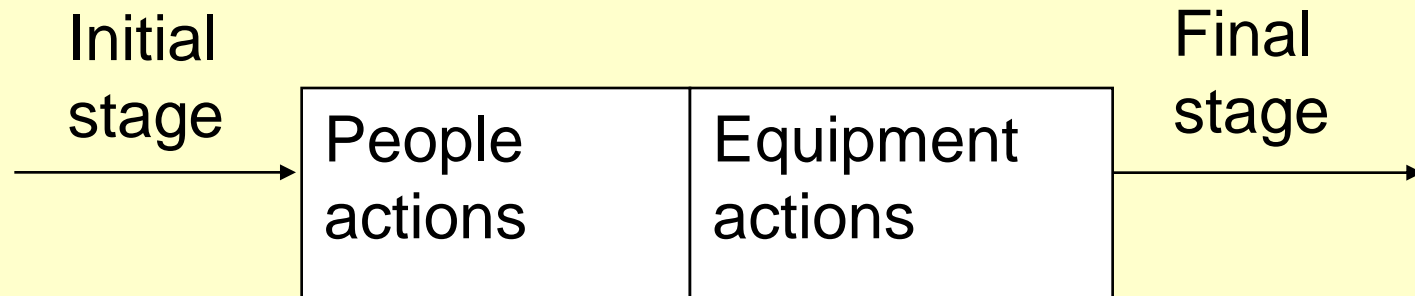 Initial
stage
People
actions
Equipment
actions
Final
stage